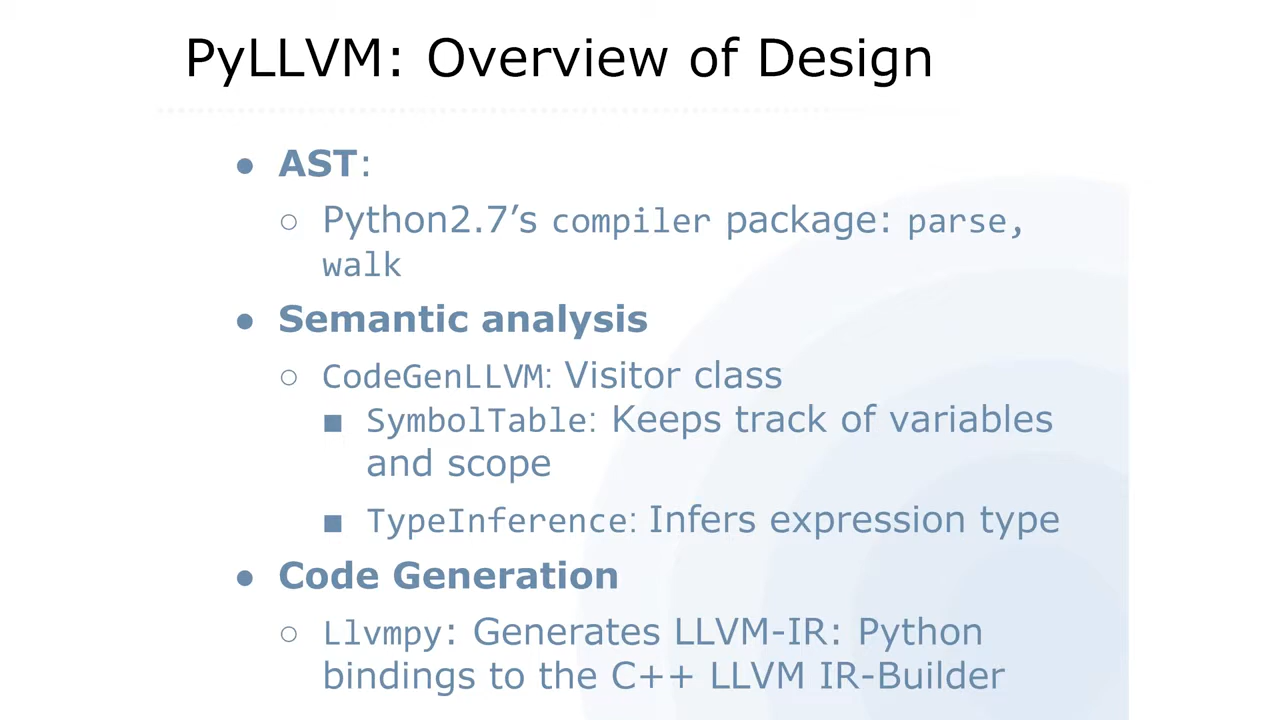 PyLLVM: Overview of Design
● AST:
○ Python2.7’s compiler package: parse,
walk
● Semantic analysis
○ CodeGenLLVM: Visitor class
■ SymbolTable: Keeps track of variables
and scope
■ TypeInference: Infers expression type
● Code Generation
○ Llvmpy: Generates LLVM-IR: Python
bindings to the C++ LLVM IR-Builder